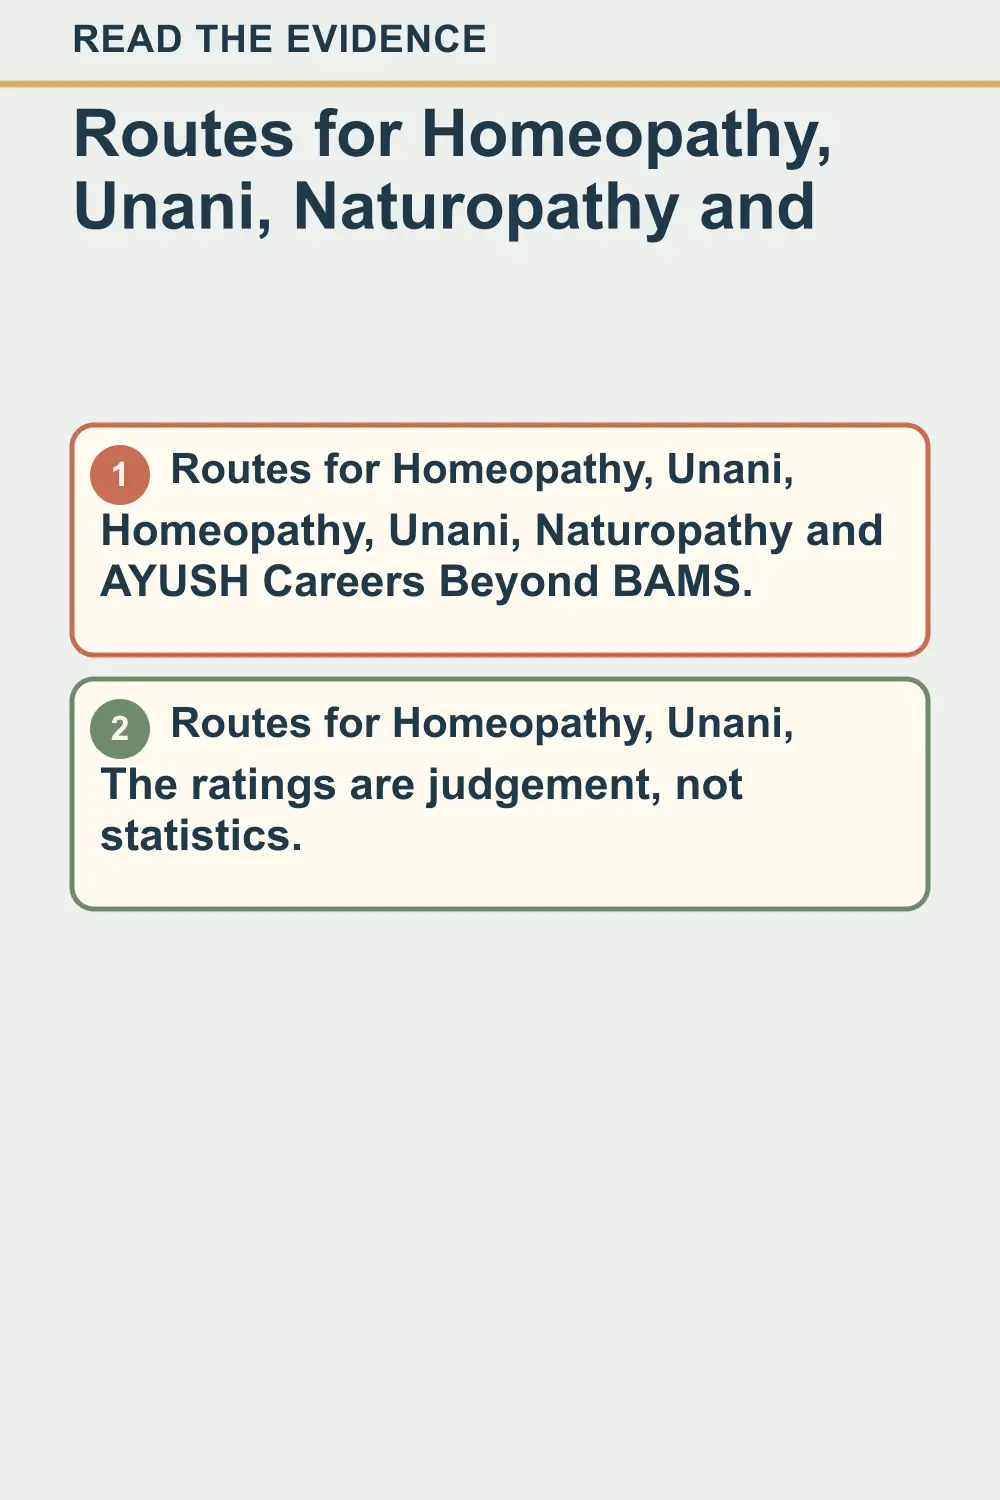 READ THE EVIDENCE
Routes for Homeopathy,
Unani, Naturopathy and
1 Routes for Homeopathy, Unani,
Homeopathy, Unani, Naturopathy and
AYUSH Careers Beyond BAMS.
2 Routes for Homeopathy, Unani,
The ratings are judgement, not
statistics.